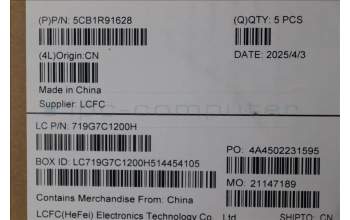 (P)P/N: 5CB1R91628
(Q)QTY: 5 PCS
(4L)Origin:CN
DATE: 2025/4/3
Made in China
Supplier: LCFC
LC P/N: 719G7C1200H
PO: 4A4502231595
BOX ID: LC719G7C1200H514454105
MO: 21147189
Contains Merchandise From: China
LCFC(HeFei) Electronics Technology Co., Ltd.
SHIPTO: CN